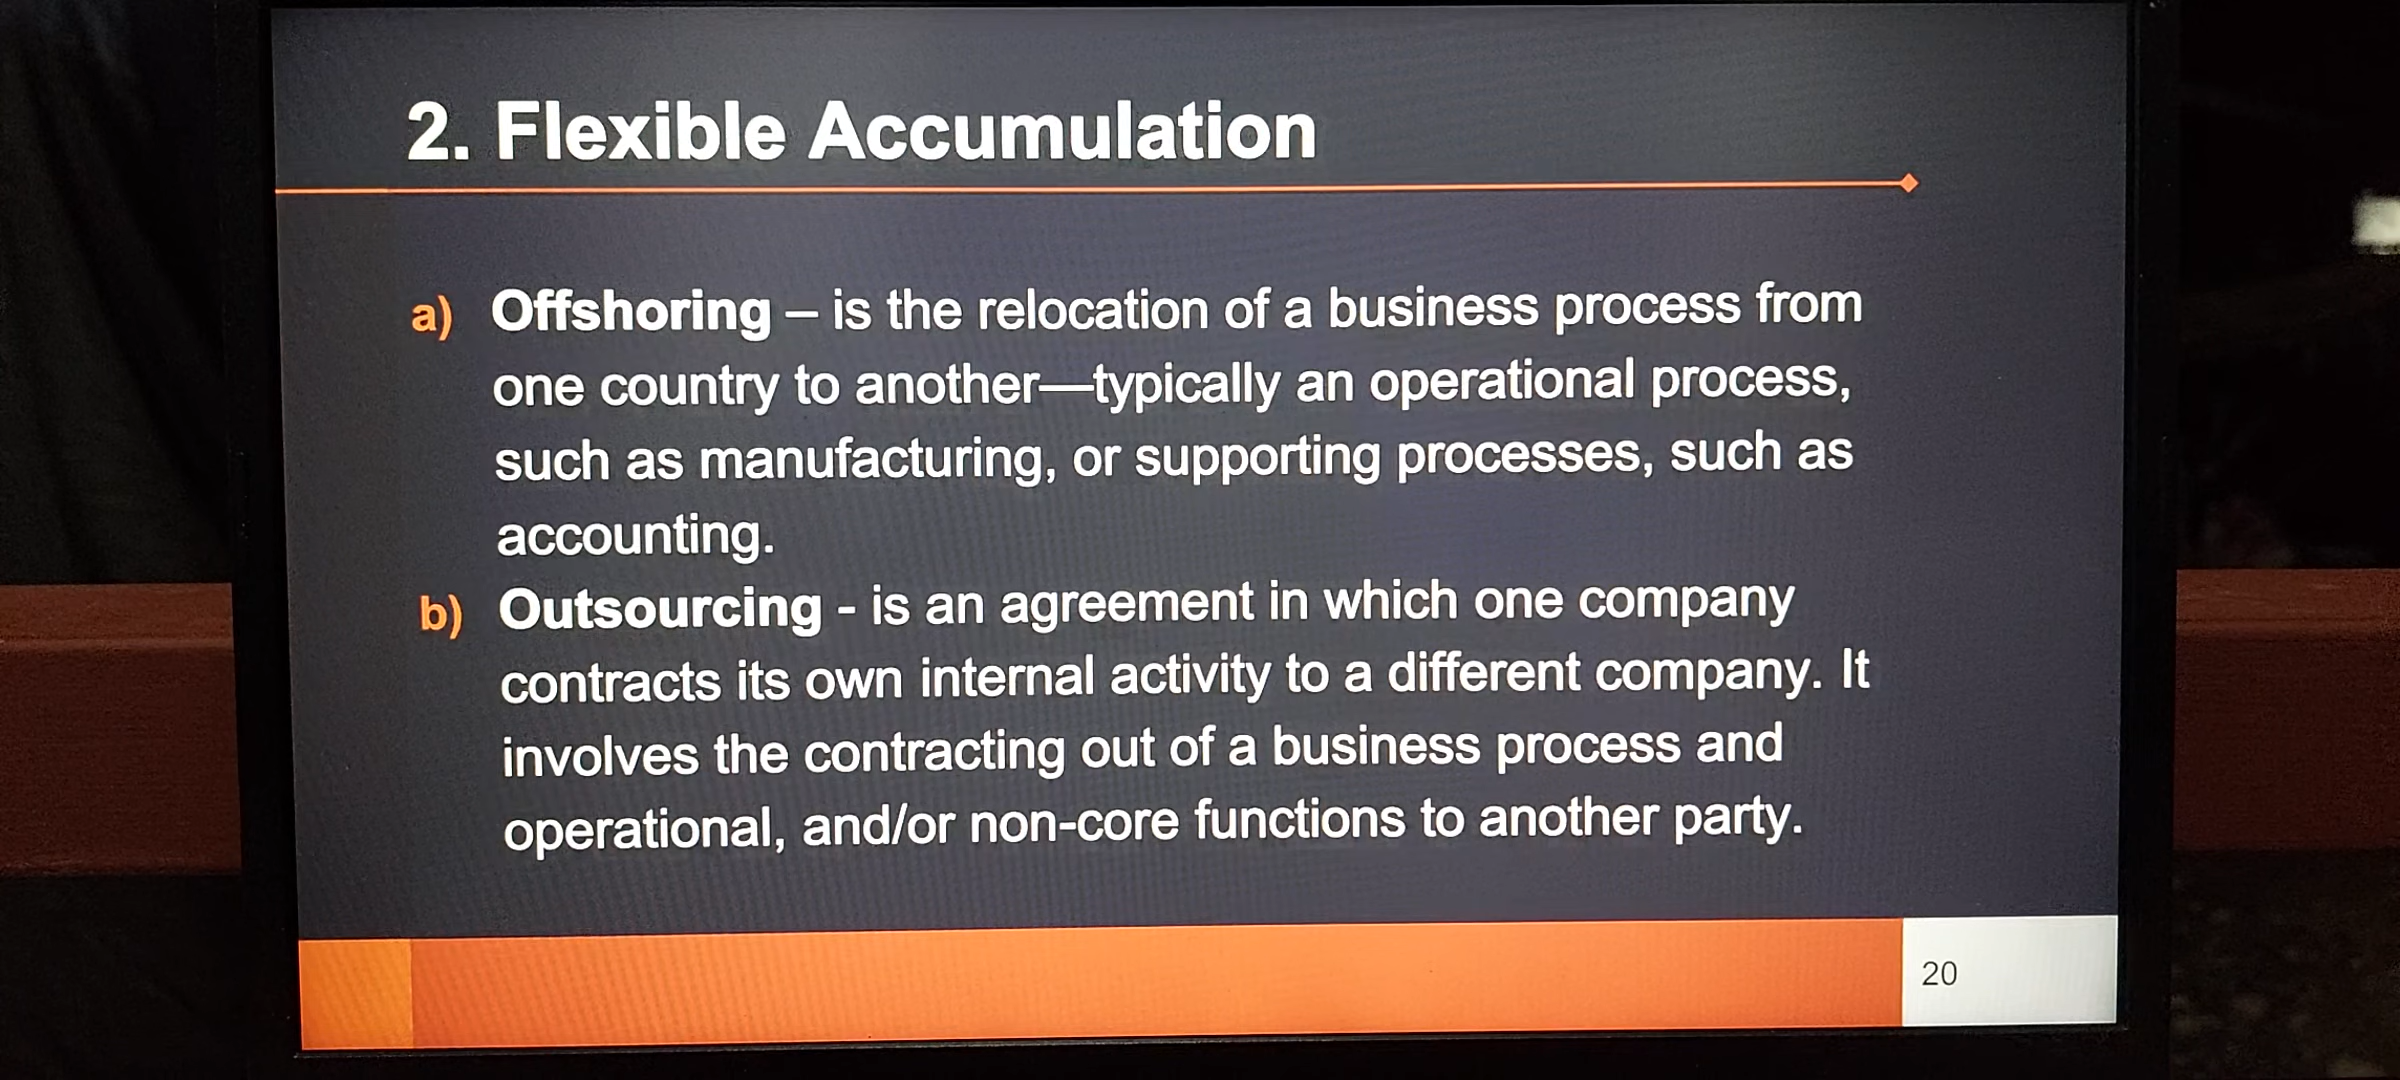 2. Flexible Accumulation
a) Offshoring – is the relocation of a business process from
one country to another—typically an operational process,
such as manufacturing, or supporting processes, such as
accounting.
b) Outsourcing - is an agreement in which one company
contracts its own internal activity to a different company. It
involves the contracting out of a business process and
operational, and/or non-core functions to another party.
20